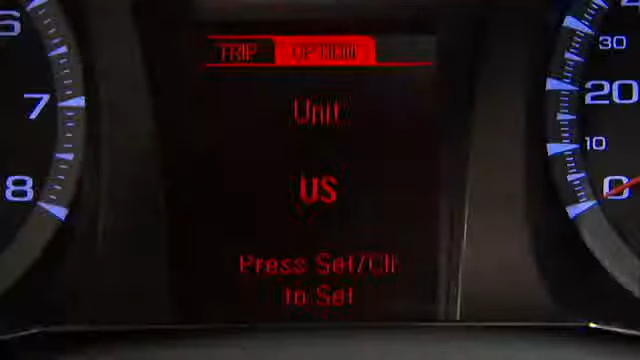 TRIP OPTION
Unit
US
Press Set/Clr
to Set
6
7
8
30
20
10
0